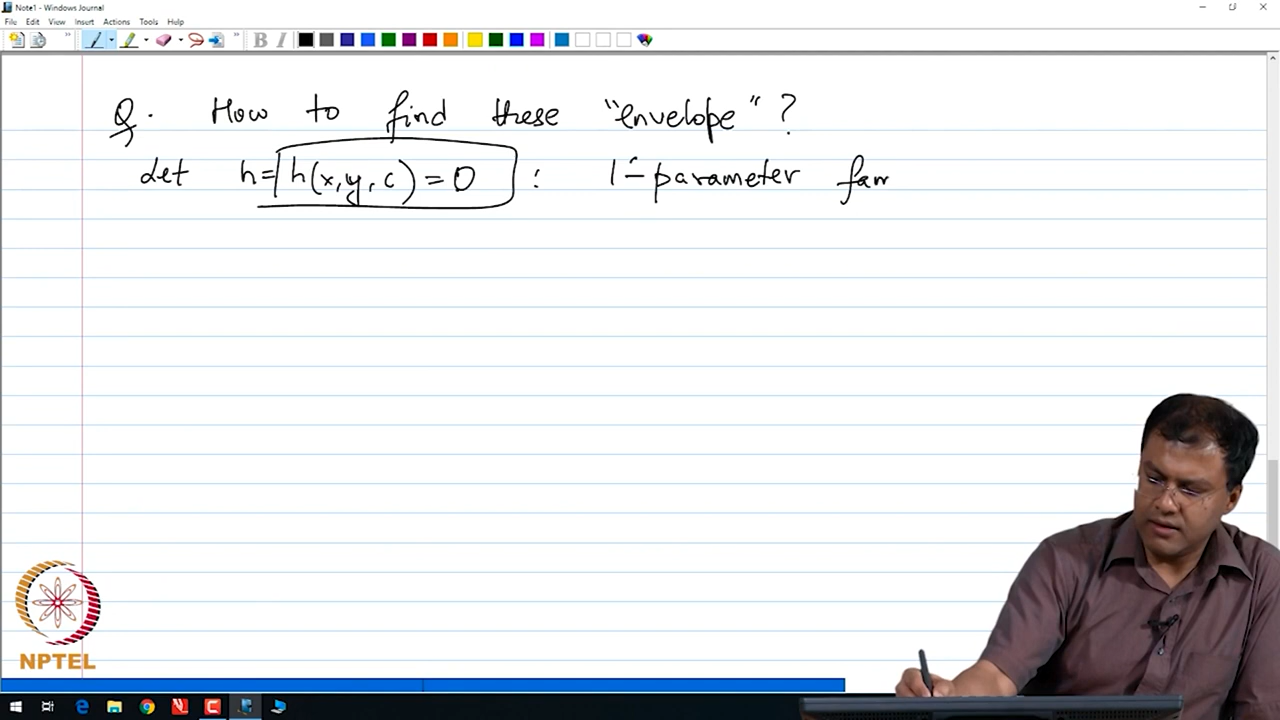 Note1 - Windows Journal
File Edit View Insert Actions Tools Help
B I
Q. How to find these "envelope"?
Let h= h(x,y,c) = 0 : 1-parameter fam
NPTEL